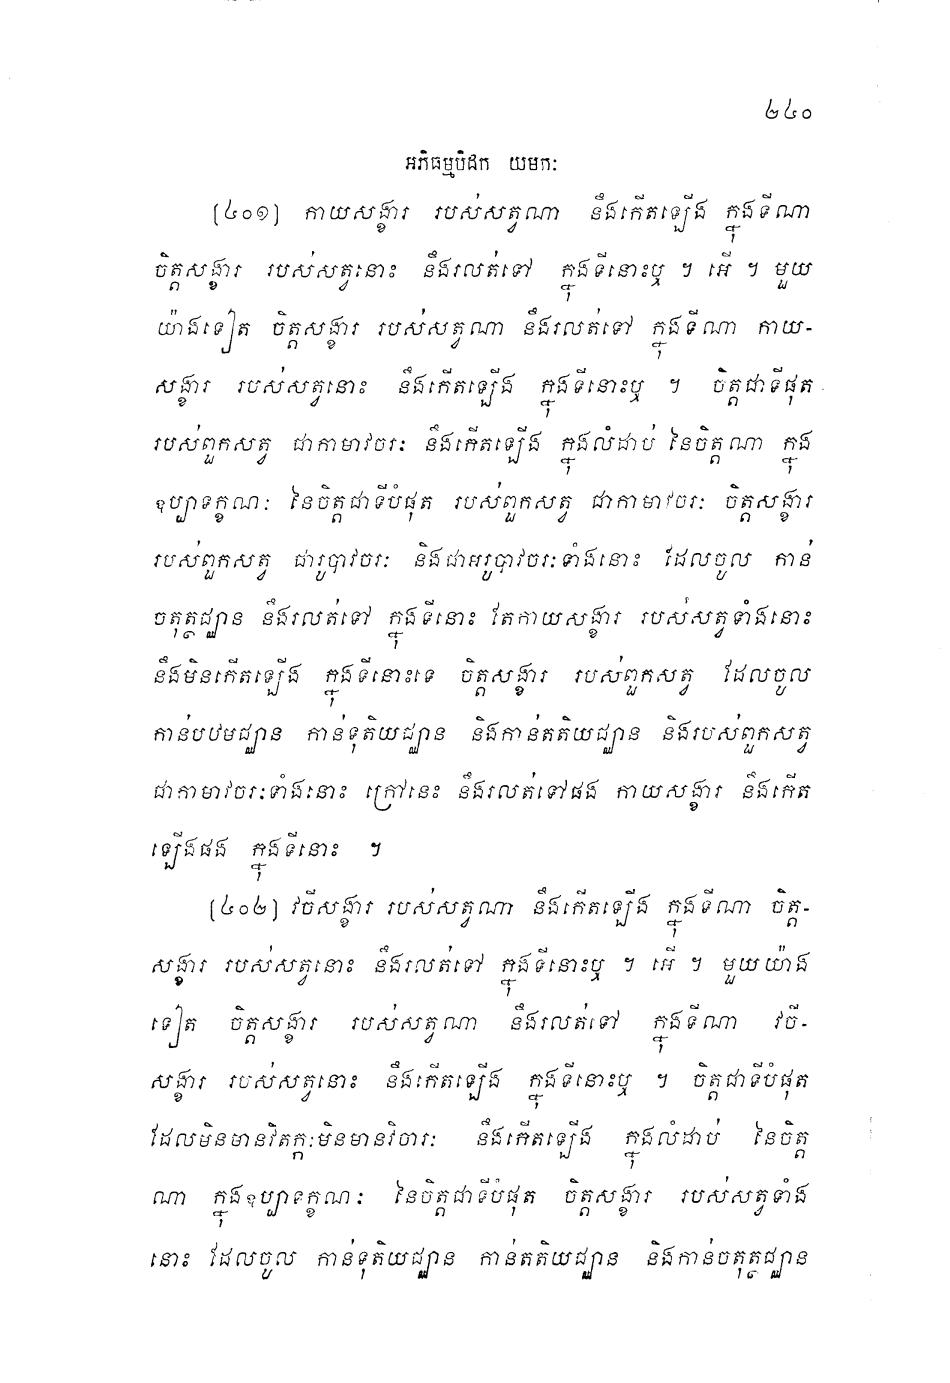 ២៤០
អភិធម្មបិដក យមកៈ
(៤០១) កាយសង្ខារ របស់សត្វណា នឹងកើតឡើង ក្នុងទីណា
ចិត្តសង្ខារ របស់សត្វនោះ នឹងរលត់ទៅ ក្នុងទីនោះឬ ។ អើ ។ មួយ
យ៉ាងទៀត ចិត្តសង្ខារ របស់សត្វណា នឹងរលត់ទៅ ក្នុងទីណា កាយ-
សង្ខារ របស់សត្វនោះ នឹងកើតឡើង ក្នុងទីនោះឬ ។ ចិត្តជាទីផុត
របស់ពួកសត្វ ជាកាមាវចរៈ នឹងកើតឡើង ក្នុងលំដាប់ នៃចិត្តណា ក្នុង
ឧប្បាទក្ខណៈ នៃចិត្តជាទីបំផុត របស់ពួកសត្វ ជាកាមាវចរៈ ចិត្តសង្ខារ
របស់ពួកសត្វ ជារូបាវចរៈ និងជាអរូបាវចរៈទាំងនោះ ដែលចូល កាន់
ចតុត្ថជ្ឈាន នឹងរលត់ទៅ ក្នុងទីនោះ តែកាយសង្ខារ របស់សត្វទាំងនោះ
នឹងមិនកើតឡើង ក្នុងទីនោះទេ ចិត្តសង្ខារ របស់ពួកសត្វ ដែលចូល
កាន់បឋមជ្ឈាន កាន់ទុតិយជ្ឈាន និងកាន់តតិយជ្ឈាន និងរបស់ពួកសត្វ
ជាកាមាវចរៈទាំងនោះ ក្រៅនេះ នឹងរលត់ទៅផង កាយសង្ខារ នឹងកើត
ឡើងផង ក្នុងទីនោះ ។
(៤០២) វចីសង្ខារ របស់សត្វណា នឹងកើតឡើង ក្នុងទីណា ចិត្ត-
សង្ខារ របស់សត្វនោះ នឹងរលត់ទៅ ក្នុងទីនោះឬ ។ អើ ។ មួយយ៉ាង
ទៀត ចិត្តសង្ខារ របស់សត្វណា នឹងរលត់ទៅ ក្នុងទីណា វចី-
សង្ខារ របស់សត្វនោះ នឹងកើតឡើង ក្នុងទីនោះឬ ។ ចិត្តជាទីបំផុត
ដែលមិនមានវិតក្កៈមិនមានវិចារៈ នឹងកើតឡើង ក្នុងលំដាប់ នៃចិត្ត
ណា ក្នុងឧប្បាទក្ខណៈ នៃចិត្តជាទីបំផុត ចិត្តសង្ខារ របស់សត្វទាំង
នោះ ដែលចូល កាន់ទុតិយជ្ឈាន កាន់តតិយជ្ឈាន និងកាន់ចតុត្ថជ្ឈាន